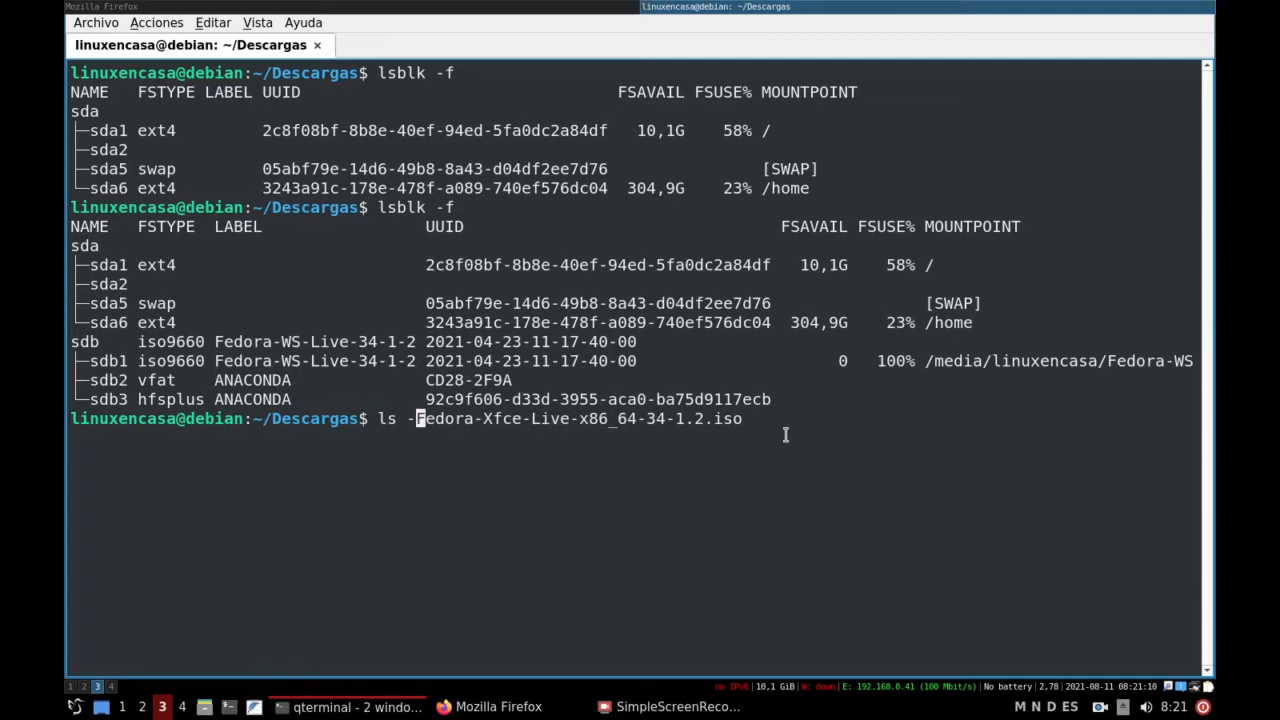 Mozilla Firefox
linuxencasa@debian: ~/Descargas
Archivo Acciones Editar Vista Ayuda
linuxencasa@debian: ~/Descargas ×
linuxencasa@debian:~/Descargas$ lsblk -f
NAME FSTYPE LABEL UUID FSAVAIL FSUSE% MOUNTPOINT
sda
├─sda1 ext4 2c8f08bf-8b8e-40ef-94ed-5fa0dc2a84df 10,1G 58% /
├─sda2
├─sda5 swap 05abf79e-14d6-49b8-8a43-d04df2ee7d76 [SWAP]
└─sda6 ext4 3243a91c-178e-478f-a089-740ef576dc04 304,9G 23% /home
linuxencasa@debian:~/Descargas$ lsblk -f
NAME FSTYPE LABEL UUID FSAVAIL FSUSE% MOUNTPOINT
sda
├─sda1 ext4 2c8f08bf-8b8e-40ef-94ed-5fa0dc2a84df 10,1G 58% /
├─sda2
├─sda5 swap 05abf79e-14d6-49b8-8a43-d04df2ee7d76 [SWAP]
└─sda6 ext4 3243a91c-178e-478f-a089-740ef576dc04 304,9G 23% /home
sdb iso9660 Fedora-WS-Live-34-1-2 2021-04-23-11-17-40-00
├─sdb1 iso9660 Fedora-WS-Live-34-1-2 2021-04-23-11-17-40-00 0 100% /media/linuxencasa/Fedora-WS
├─sdb2 vfat ANACONDA CD28-2F9A
└─sdb3 hfsplus ANACONDA 92c9f606-d33d-3955-aca0-ba75d9117ecb
linuxencasa@debian:~/Descargas$ ls -Fedora-Xfce-Live-x86_64-34-1.2.iso
1 2 3 4 no IPv6|10,1 GiB|W: down|E: 192.168.0.41 (100 Mbit/s)|No battery|2,78|2021-08-11 08:21:10
1 2 3 4 qterminal - 2 windo... Mozilla Firefox SimpleScreenReco... M N D ES 8:21